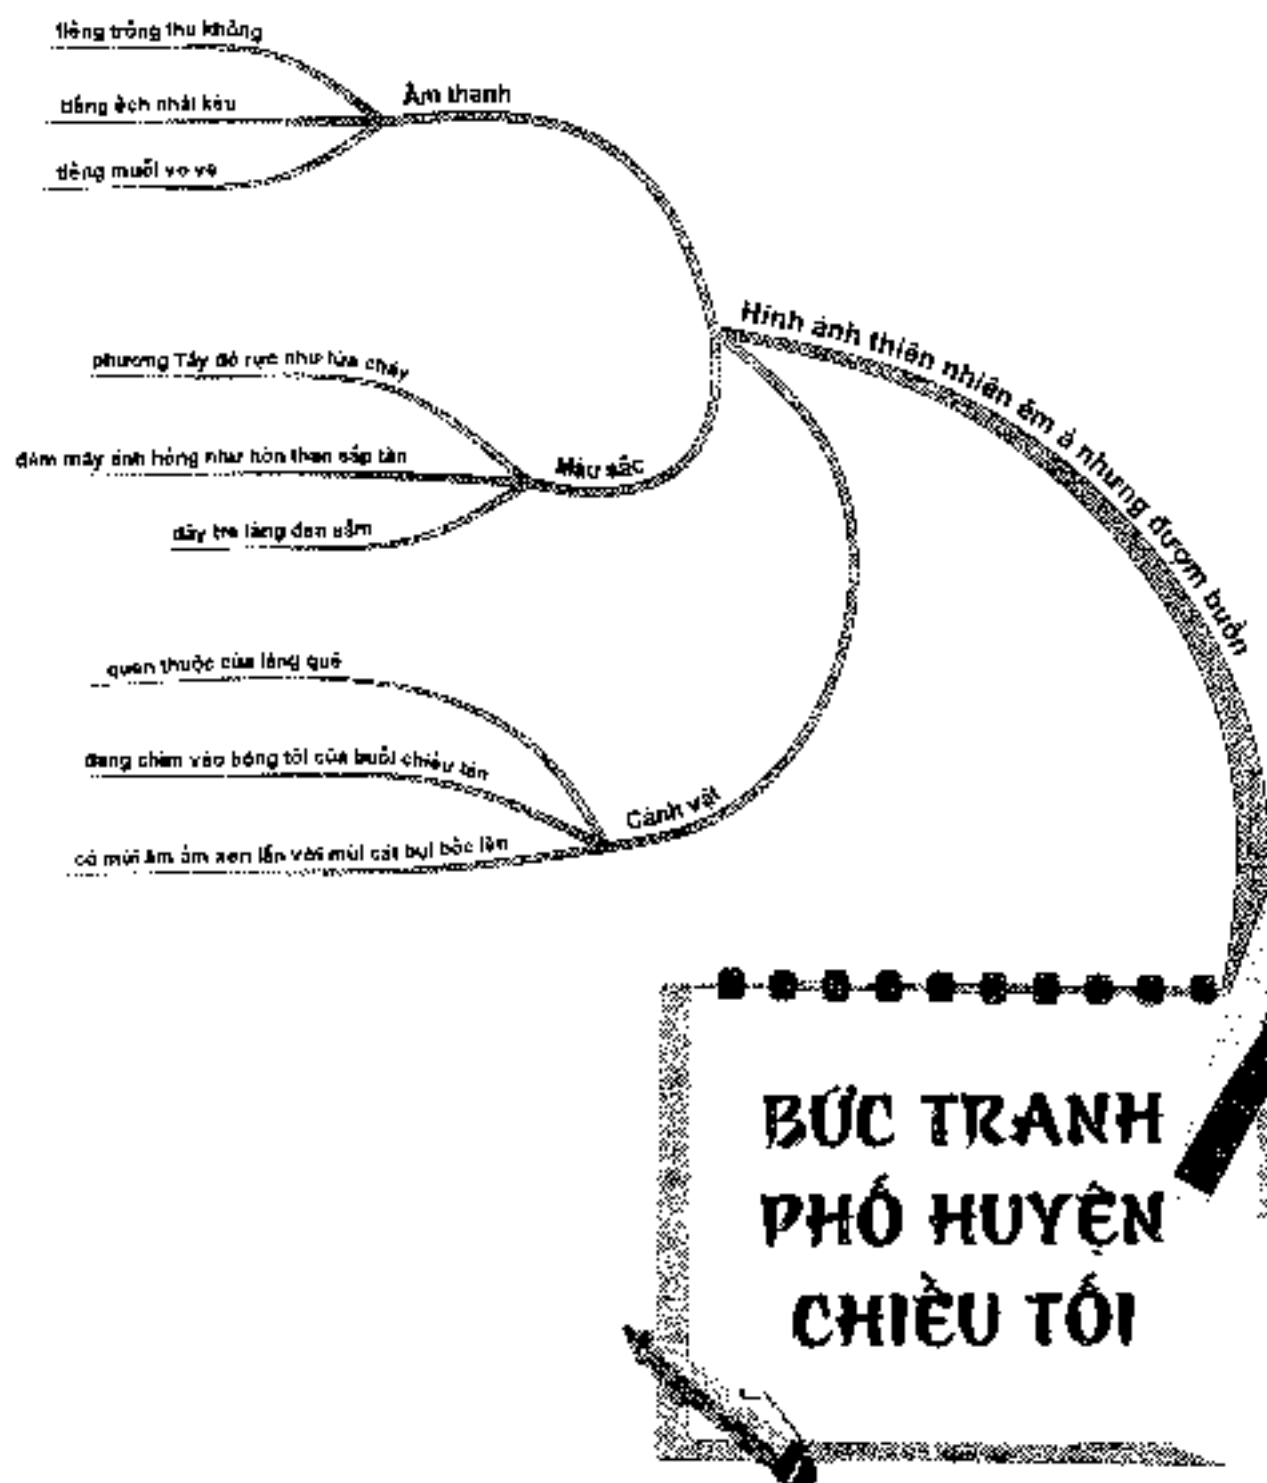 tiếng trống thu không
Âm thanh
tiếng ếch nhái kêu
tiếng muỗi vo ve
Hình ảnh thiên nhiên êm ả nhưng đượm buồn
phương Tây đỏ rực như lửa cháy
Màu sắc
đám mây ánh hồng như hòn than sắp tàn
dãy tre làng đen sẫm
quen thuộc của làng quê
đang chìm vào bóng tối của buổi chiều tàn
Cảnh vật
có mùi âm ẩm xen lẫn với mùi cát bụi bốc lên
BỨC TRANH
PHỐ HUYỆN
CHIỀU TỐI